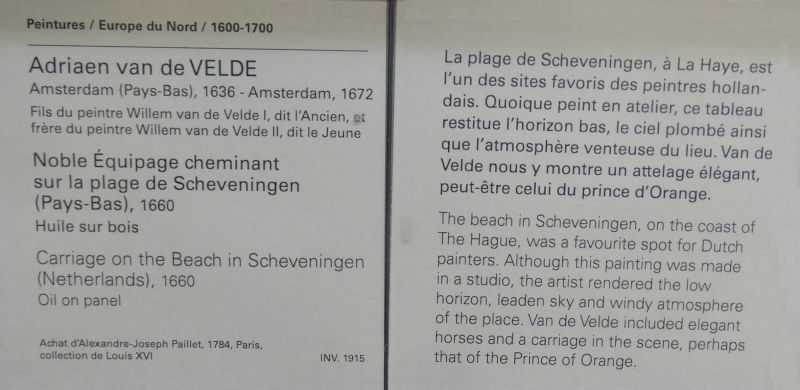 Peintures / Europe du Nord / 1600-1700
Adriaen van de VELDE
Amsterdam (Pays-Bas), 1636 - Amsterdam, 1672
Fils du peintre Willem van de Velde I, dit l'Ancien, et
frère du peintre Willem van de Velde II, dit le Jeune
Noble Équipage cheminant
sur la plage de Scheveningen
(Pays-Bas), 1660
Huile sur bois
Carriage on the Beach in Scheveningen
(Netherlands), 1660
Oil on panel
Achat d'Alexandre-Joseph Paillet, 1784, Paris,
collection de Louis XVI
INV. 1915
La plage de Scheveningen, à La Haye, est
l'un des sites favoris des peintres hollan-
dais. Quoique peint en atelier, ce tableau
restitue l'horizon bas, le ciel plombé ainsi
que l'atmosphère venteuse du lieu. Van de
Velde nous y montre un attelage élégant,
peut-être celui du prince d'Orange.
The beach in Scheveningen, on the coast of
The Hague, was a favourite spot for Dutch
painters. Although this painting was made
in a studio, the artist rendered the low
horizon, leaden sky and windy atmosphere
of the place. Van de Velde included elegant
horses and a carriage in the scene, perhaps
that of the Prince of Orange.